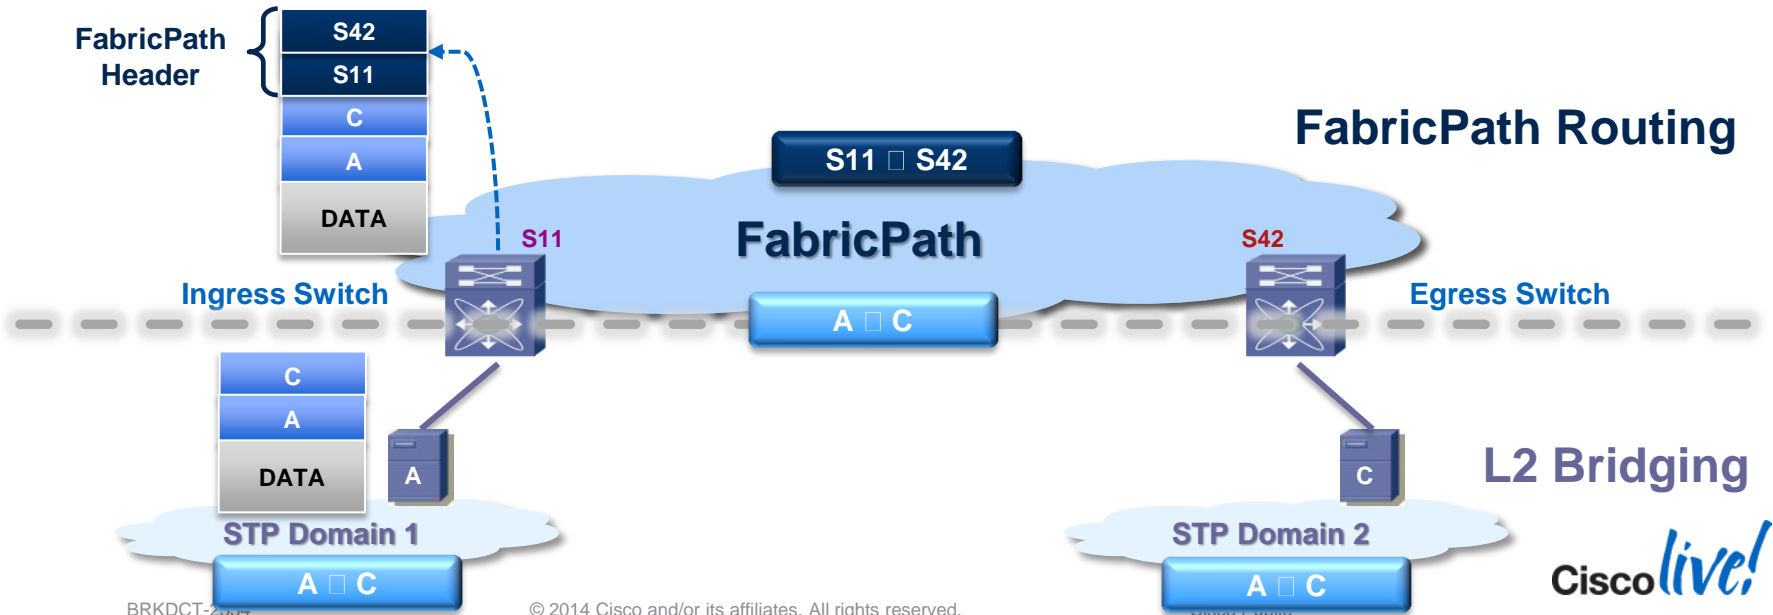 FabricPath
Header
S42
S11
C
A
DATA
FabricPath Routing
S11 □ S42
FabricPath
S11
S42
Ingress Switch
Egress Switch
A □ C
C
A
DATA
A
C
L2 Bridging
STP Domain 1
STP Domain 2
A □ C
A □ C
Cisco live!
© 2014 Cisco and/or its affiliates. All rights reserved.